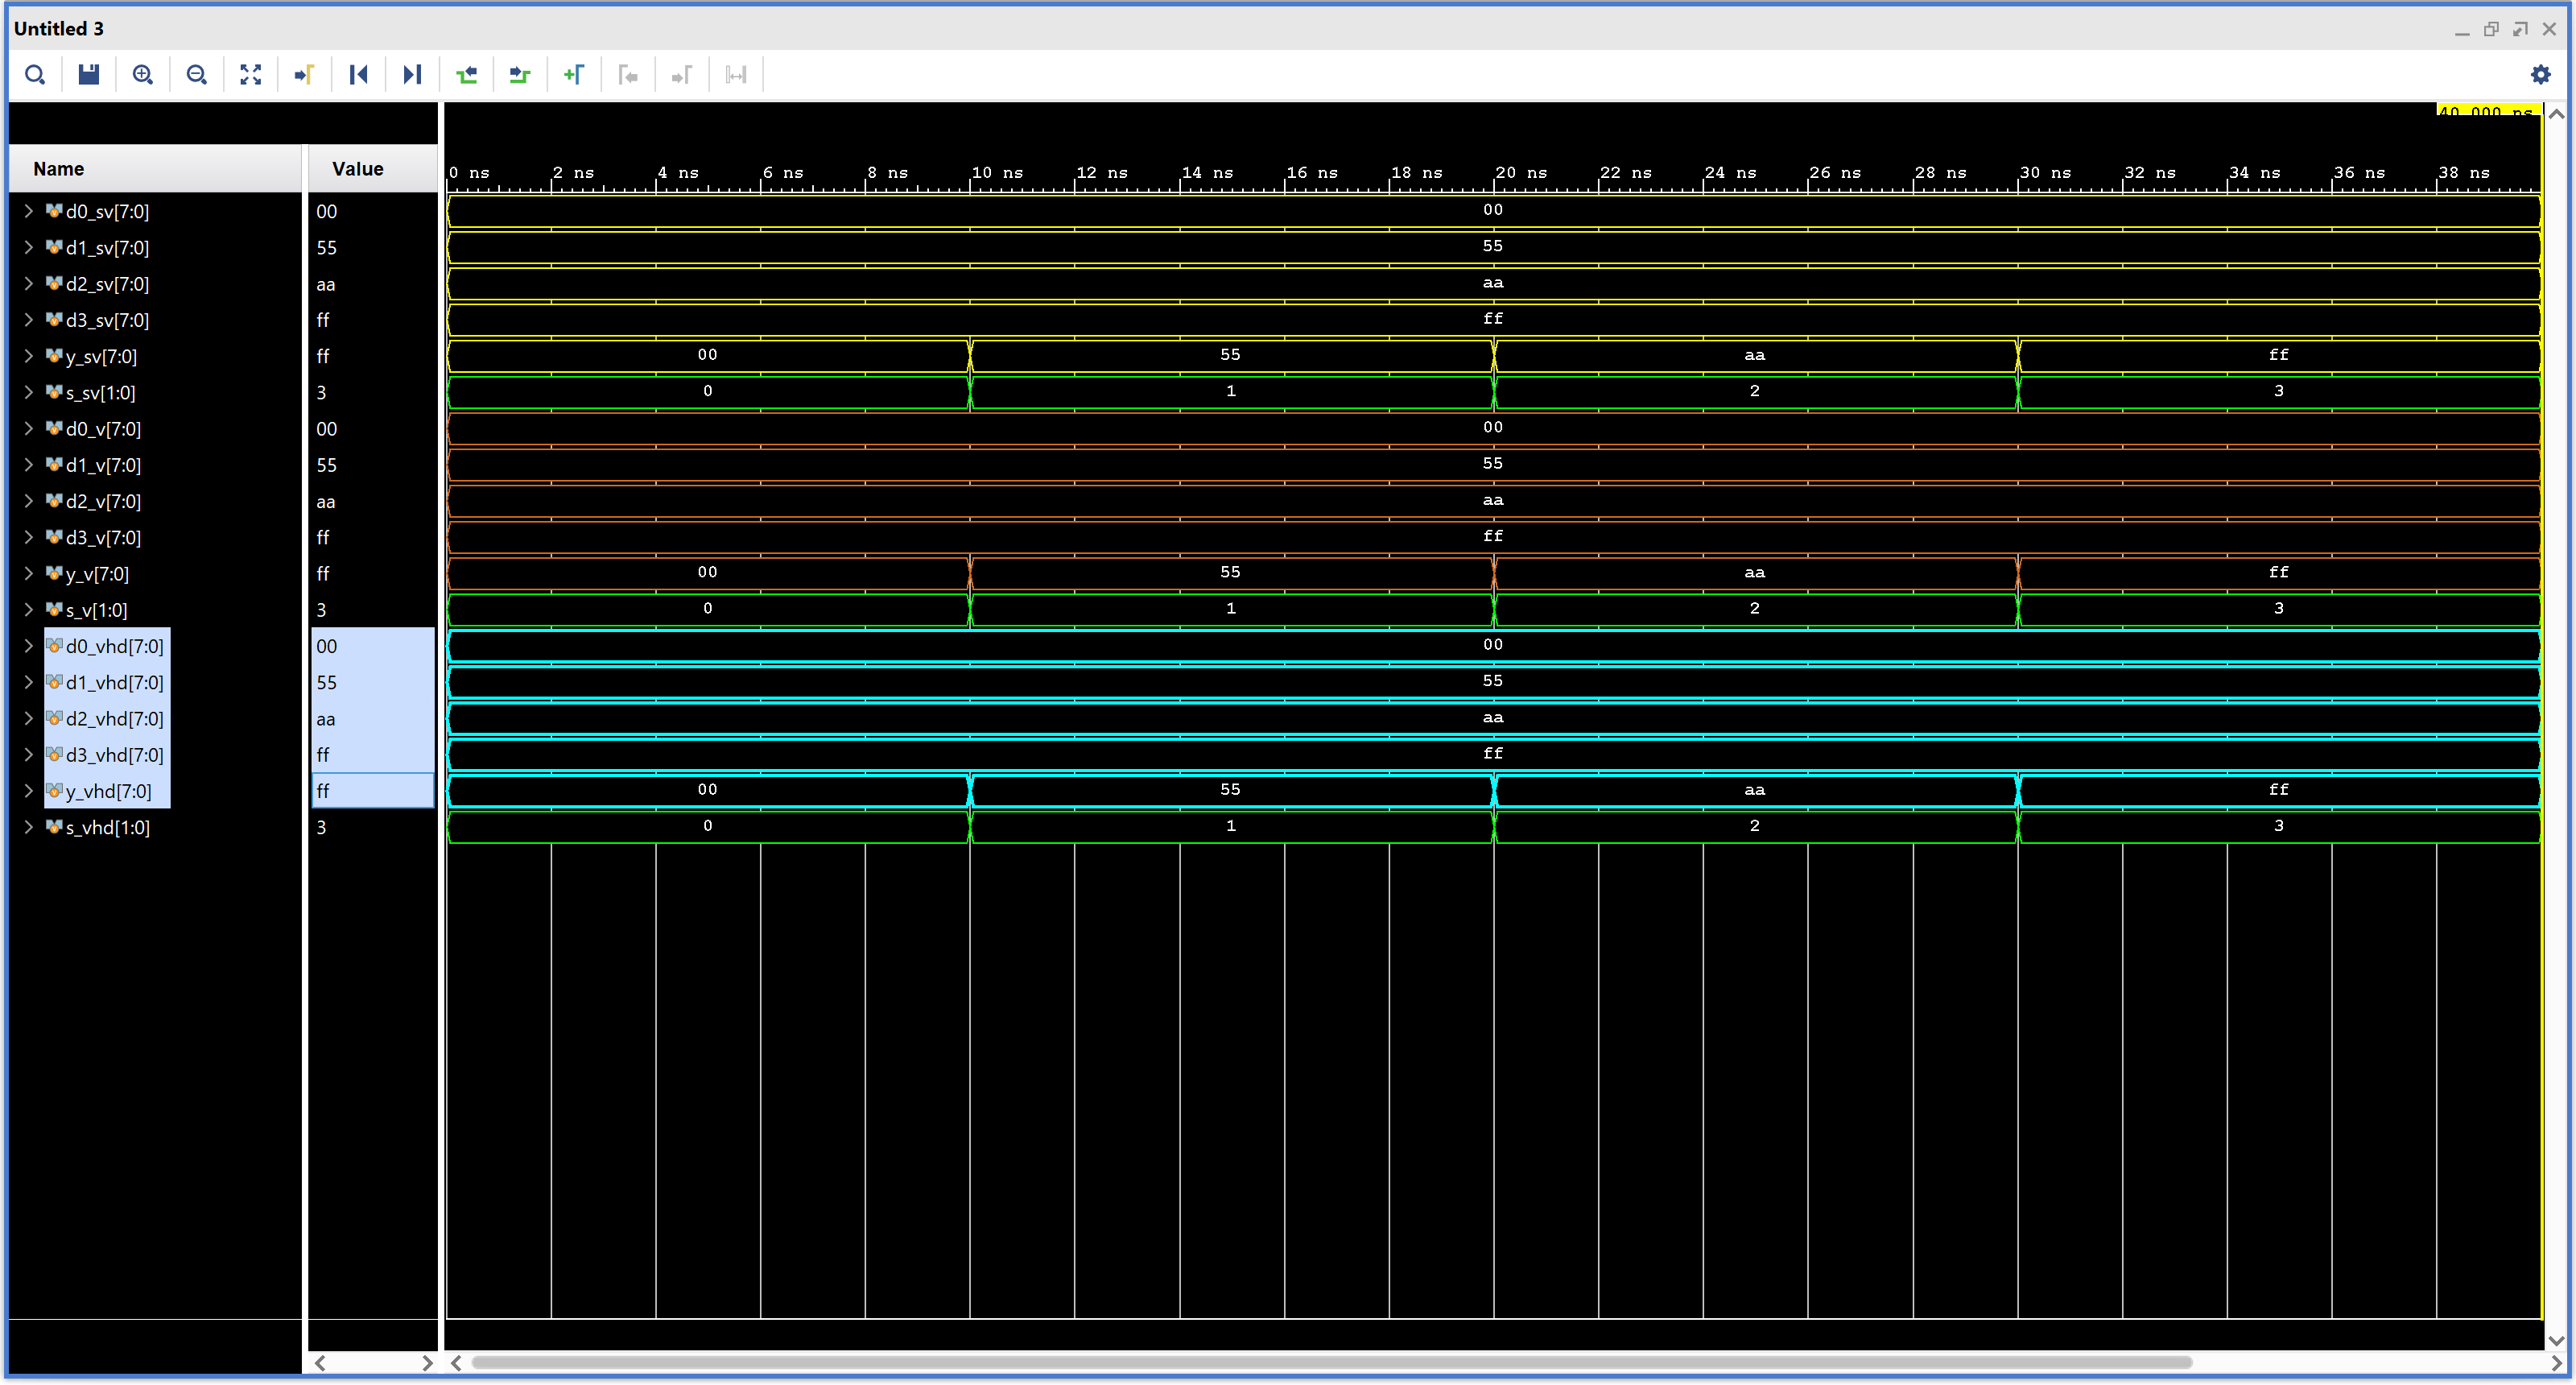 Untitled 3
40.000 ns
Name Value 0 ns 2 ns 4 ns 6 ns 8 ns 10 ns 12 ns 14 ns 16 ns 18 ns 20 ns 22 ns 24 ns 26 ns 28 ns 30 ns 32 ns 34 ns 36 ns 38 ns
d0_sv[7:0] 00 00
d1_sv[7:0] 55 55
d2_sv[7:0] aa aa
d3_sv[7:0] ff ff
y_sv[7:0] ff 00 55 aa ff
s_sv[1:0] 3 0 1 2 3
d0_v[7:0] 00 00
d1_v[7:0] 55 55
d2_v[7:0] aa aa
d3_v[7:0] ff ff
y_v[7:0] ff 00 55 aa ff
s_v[1:0] 3 0 1 2 3
d0_vhd[7:0] 00 00
d1_vhd[7:0] 55 55
d2_vhd[7:0] aa aa
d3_vhd[7:0] ff ff
y_vhd[7:0] ff 00 55 aa ff
s_vhd[1:0] 3 0 1 2 3